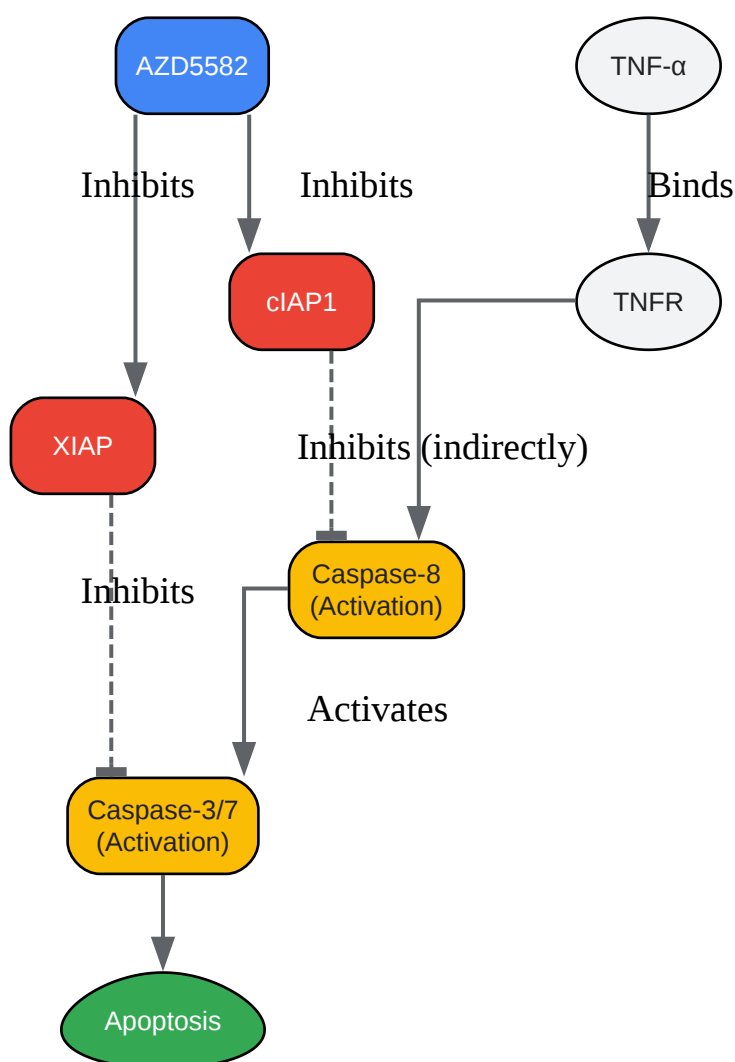 AZD5582
TNF-α
Inhibits
Inhibits
Binds
cIAP1
TNFR
XIAP
Inhibits (indirectly)
Caspase-8
(Activation)
Inhibits
Activates
Caspase-3/7
(Activation)
Apoptosis